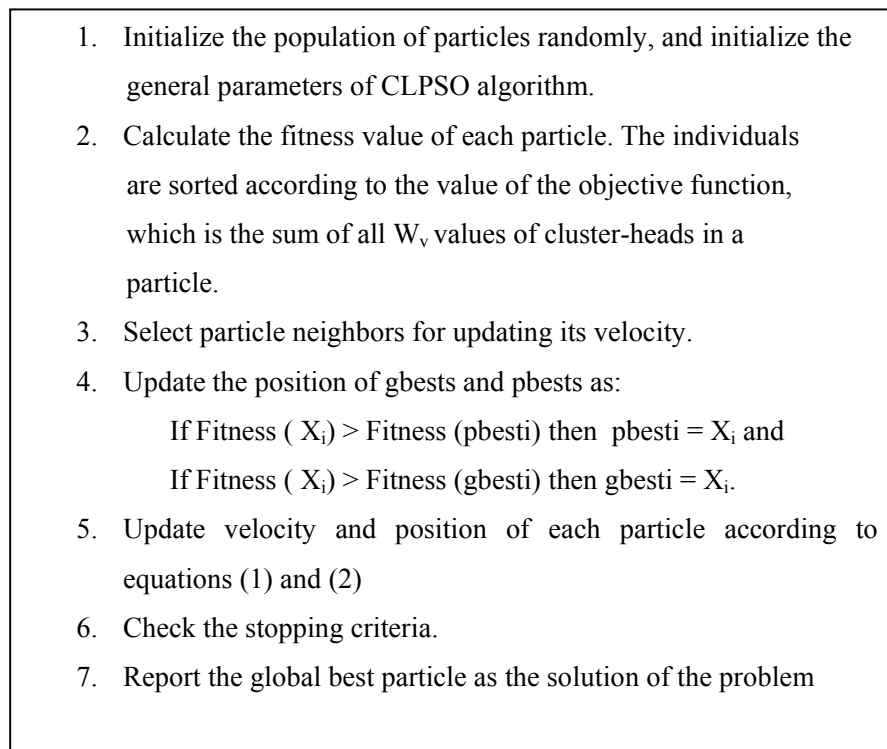 1. Initialize the population of particles randomly, and initialize the
general parameters of CLPSO algorithm.
2. Calculate the fitness value of each particle. The individuals
are sorted according to the value of the objective function,
which is the sum of all Wv values of cluster-heads in a
particle.
3. Select particle neighbors for updating its velocity.
4. Update the position of gbests and pbests as:
If Fitness ( Xi) > Fitness (pbesti) then pbesti = Xi and
If Fitness ( Xi) > Fitness (gbesti) then gbesti = Xi.
5. Update velocity and position of each particle according to
equations (1) and (2)
6. Check the stopping criteria.
7. Report the global best particle as the solution of the problem